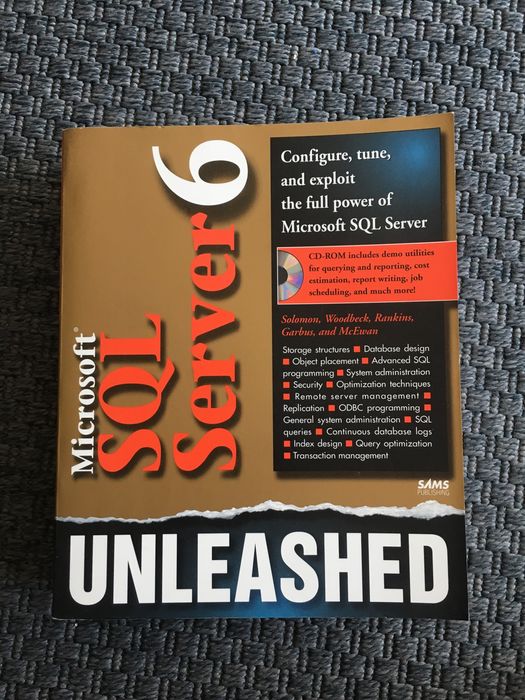 Microsoft®
SQL
Server 6
Configure, tune,
and exploit
the full power of
Microsoft SQL Server
CD-ROM includes demo utilities
for querying and reporting, cost
estimation, report writing, job
scheduling, and much more!
Solomon, Woodbeck, Rankins,
Garbus, and McEwan
Storage structures ■ Database design
■ Object placement ■ Advanced SQL
programming ■ System administration
■ Security ■ Optimization techniques
■ Remote server management ■
Replication ■ ODBC programming ■
General system administration ■ SQL
queries ■ Continuous database logs
■ Index design ■ Query optimization
■ Transaction management
SAMS
PUBLISHING
UNLEASHED